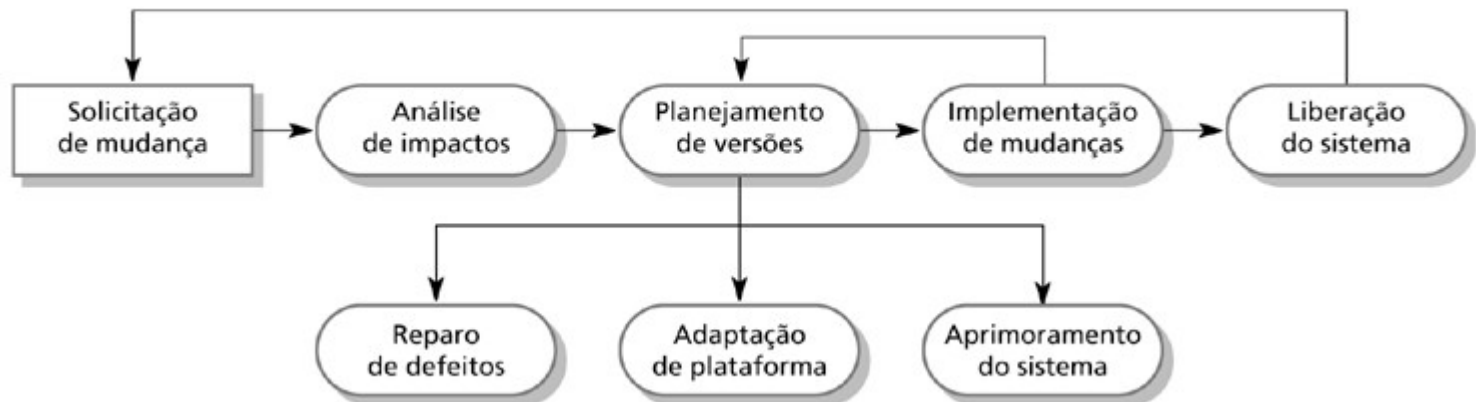 Solicitação
de mudança
Análise
de impactos
Planejamento
de versões
Implementação
de mudanças
Liberação
do sistema
Reparo
de defeitos
Adaptação
de plataforma
Aprimoramento
do sistema